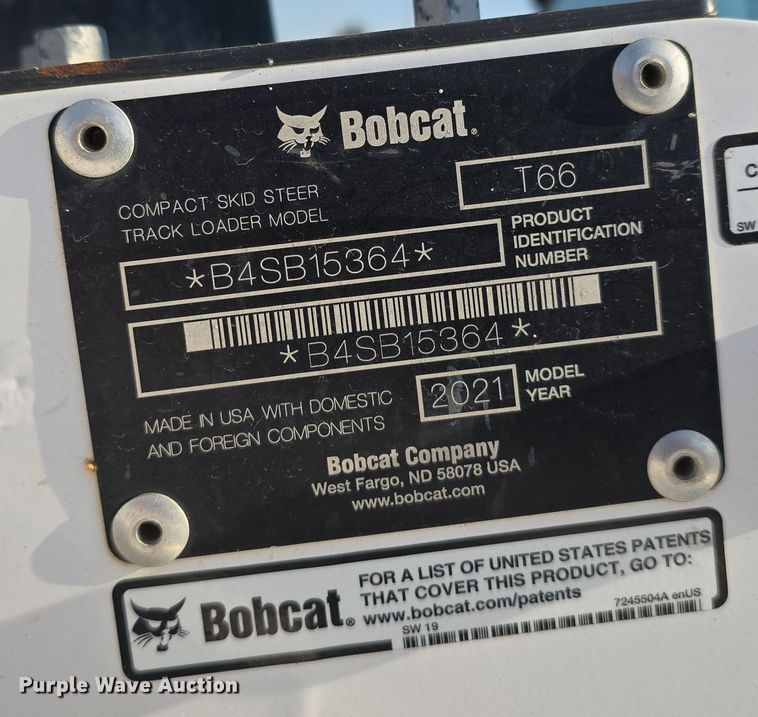 Bobcat.
COMPACT SKID STEER
TRACK LOADER MODEL
T66
*B4SB15364*
PRODUCT
IDENTIFICATION
NUMBER
*B4SB15364*
MADE IN USA WITH DOMESTIC
AND FOREIGN COMPONENTS
2021
MODEL
YEAR
Bobcat Company
West Fargo, ND 58078 USA
www.bobcat.com
C
SW
Bobcat®
FOR A LIST OF UNITED STATES PATENTS
THAT COVER THIS PRODUCT, GO TO:
www.bobcat.com/patents
7245504A enUS
SW 19
Purple Wave Auction